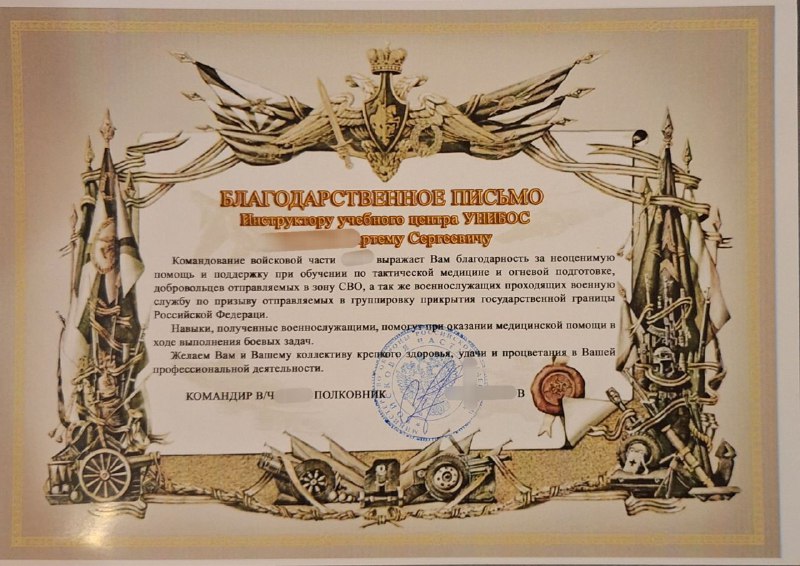 БЛАГОДАРСТВЕННОЕ ПИСЬМО
Инструктору учебного центра УНИБОС
ртему Сергеевичу
Командование войсковой части выражает Вам благодарность за неоценимую
помощь и поддержку при обучении по тактической медицине и огневой подготовке,
добровольцев отправляемых в зону СВО, а так же военнослужащих проходящих военную
службу по призыву отправляемых в группировку прикрытия государственной границы
Российской Федераци.
Навыки, полученные военнослужащими, помогут при оказании медицинской помощи в
ходе выполнения боевых задач.
Желаем Вам и Вашему коллективу крепкого здоровья, удачи и процветания в Вашей
профессиональной деятельности.
КОМАНДИР В/Ч ПОЛКОВНИК В